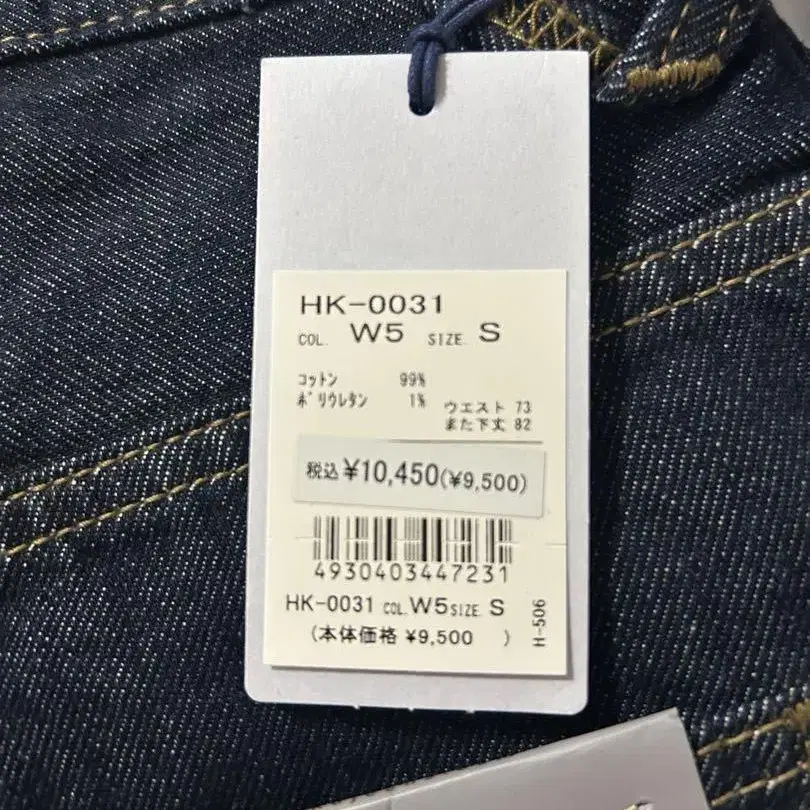 HK-0031
COL. W5 SIZE. S
コットン 99%
ポリウレタン 1%
ウエスト 73
また下丈 82
税込¥10,450(¥9,500)
4930403447231
HK-0031 COL. W5 SIZE. S
(本体価格 ¥9,500 )
H-506